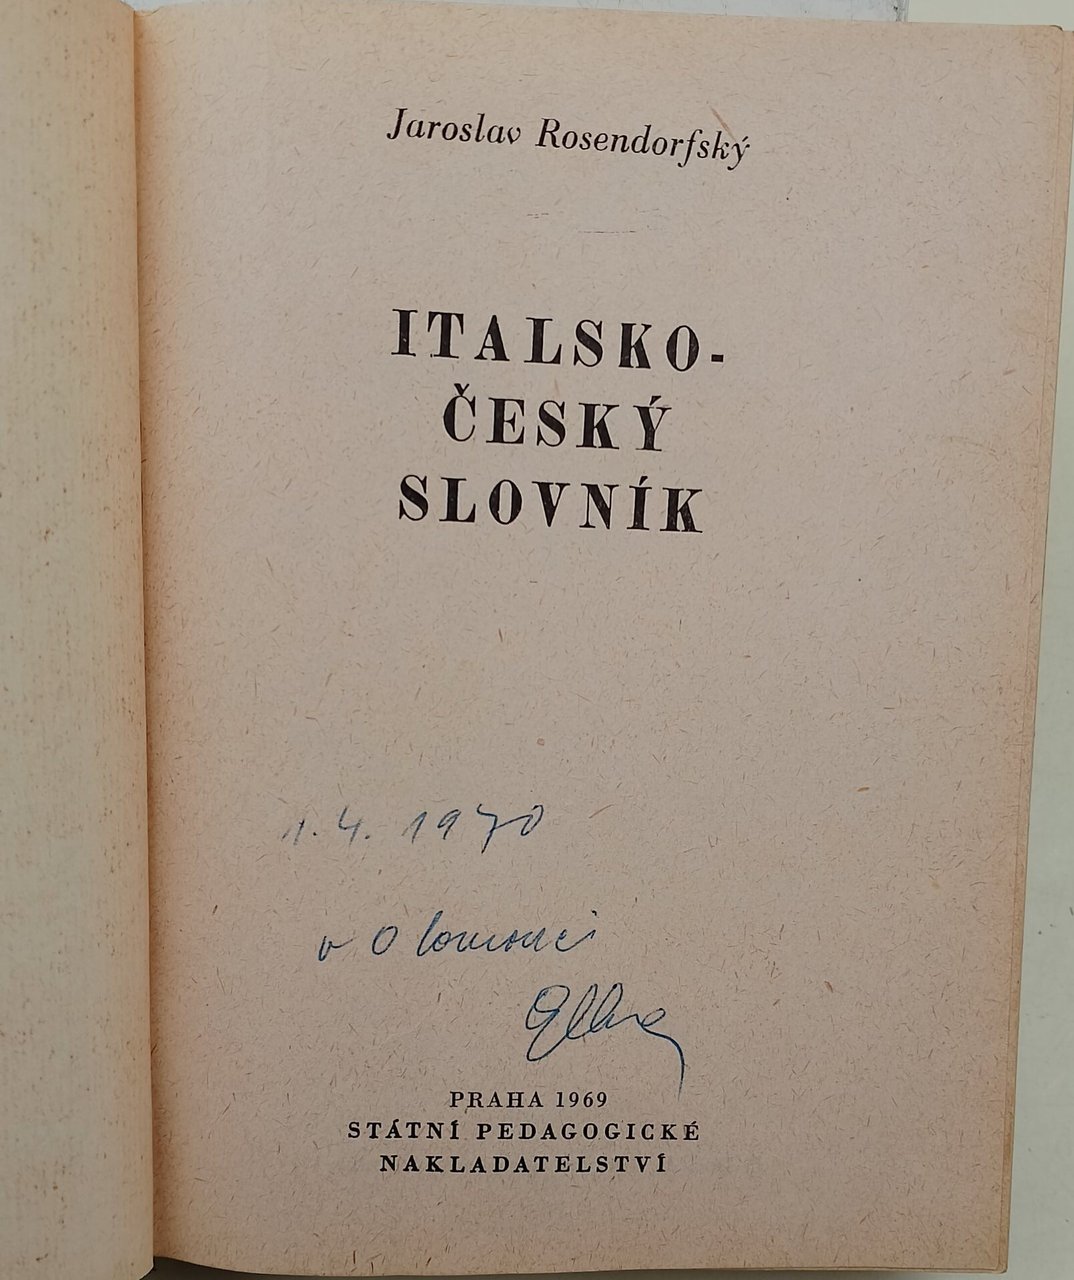 Jaroslav Rosendorfský
ITALSKO-
ČESKÝ
SLOVNÍK
1. 4. 1970
v Olomouci
PRAHA 1969
STÁTNÍ PEDAGOGICKÉ
NAKLADATELSTVÍ